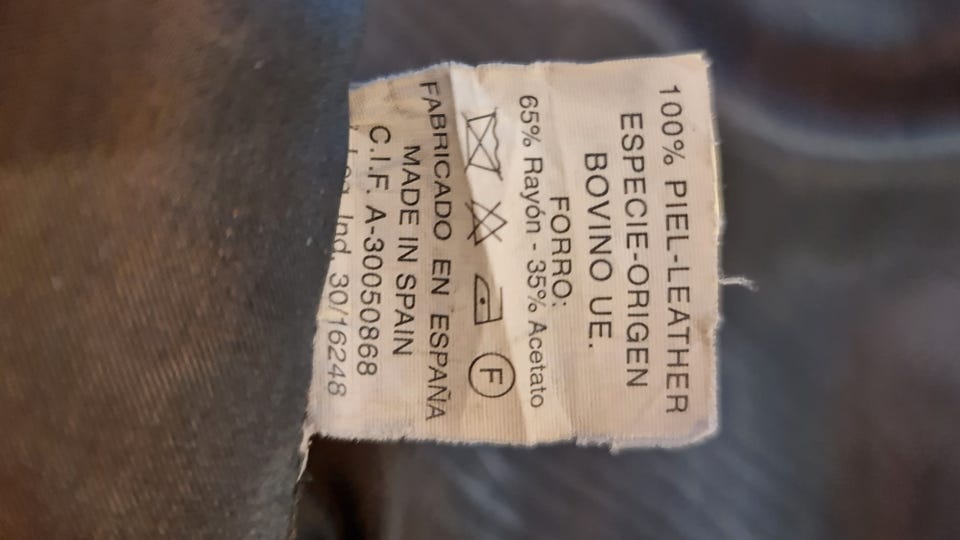 100% PIEL-LEATHER
ESPECIE-ORIGEN
BOVINO UE.
FORRO:
65% Rayón - 35% Acetato
F
FABRICADO EN ESPAÑA
MADE IN SPAIN
C.I.F. A-30050868
Ind. 30/16248